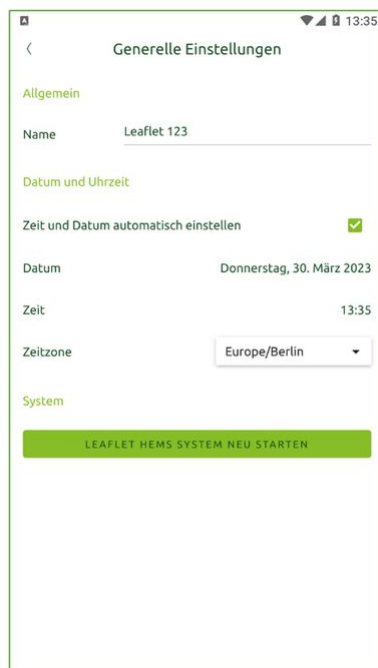 A
13:35
Generelle Einstellungen
Allgemein
Name Leaflet 123
Datum und Uhrzeit
Zeit und Datum automatisch einstellen
Datum Donnerstag, 30. März 2023
Zeit 13:35
Zeitzone Europe/Berlin
System
LEAFLET HEMS SYSTEM NEU STARTEN